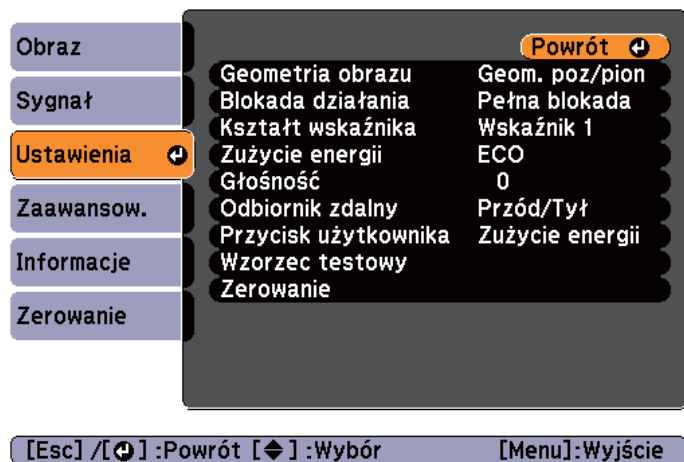 Obraz
Sygnał
Ustawienia
Zaawansow.
Informacje
Zerowanie
Powrót
Geometria obrazu Geom. poz/pion
Blokada działania Pełna blokada
Kształt wskaźnika Wskaźnik 1
Zużycie energii ECO
Głośność 0
Odbiornik zdalny Przód/Tył
Przycisk użytkownika Zużycie energii
Wzorzec testowy
Zerowanie
[Esc] /[⏎] :Powrót [◆] :Wybór [Menu]:Wyjście